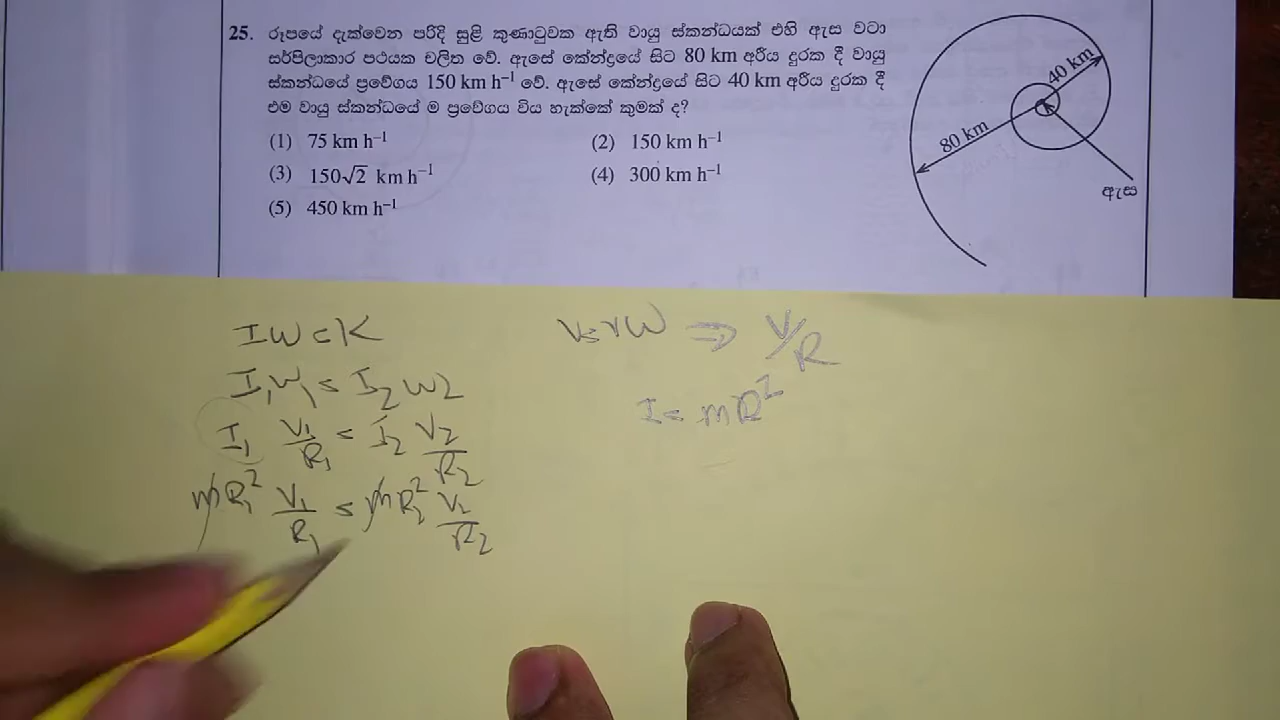 25. රූපයේ දැක්වෙන පරිදි සුළි කුණාටුවක ඇති වායු ස්කන්ධයක් එහි ඇස වටා
සර්පිලාකාර පථයක චලිත වේ. ඇසේ කේන්ද්‍රයේ සිට 80 km අරීය දුරක දී වායු
ස්කන්ධයේ ප්‍රවේගය 150 km h⁻¹ වේ. ඇසේ කේන්ද්‍රයේ සිට 40 km අරීය දුරක දී
එම වායු ස්කන්ධයේ ම ප්‍රවේගය විය හැක්කේ කුමක් ද?
(1) 75 km h⁻¹ (2) 150 km h⁻¹
(3) 150√2 km h⁻¹ (4) 300 km h⁻¹
(5) 450 km h⁻¹
40 km
80 km
ඇස
Iω = K
I₁ω₁ = I₂ω₂
I₁ V₁/R₁ = I₂ V₂/R₂
mR₁² V₁/R₁ = mR₂² V₂/R₂
V = rω ⇒ V/R
I = mR²